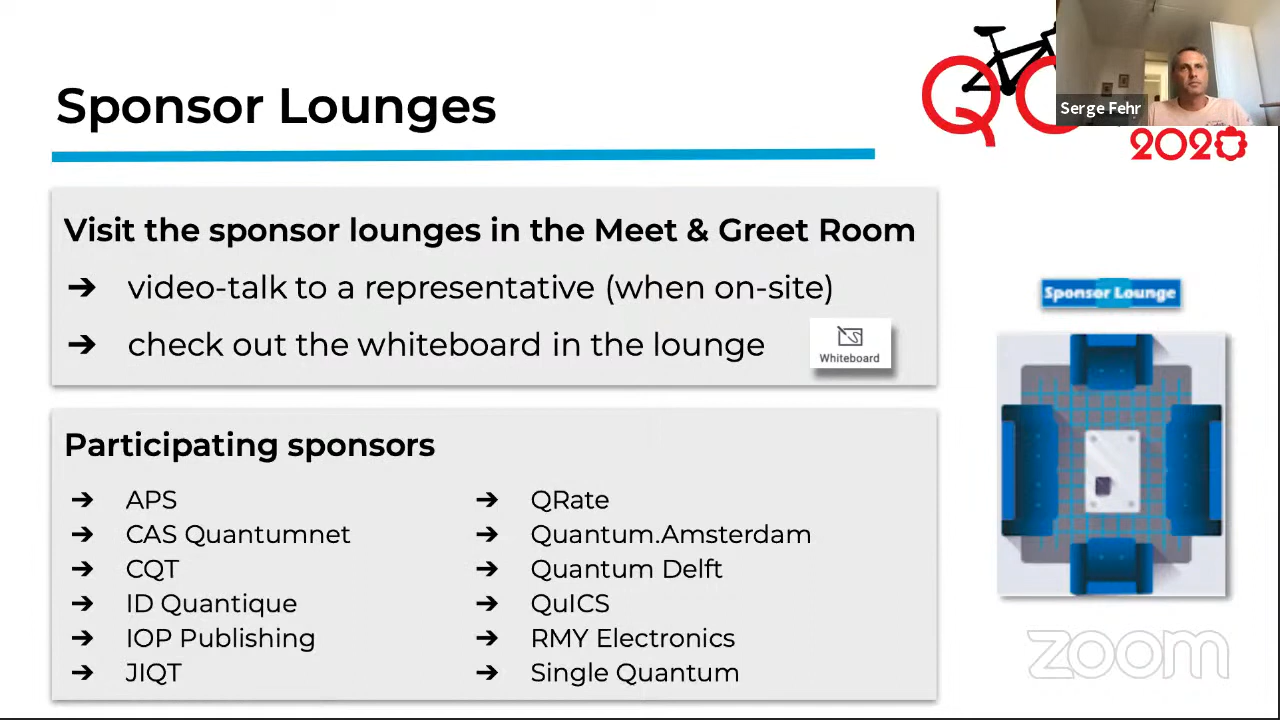 Sponsor Lounges
Serge Fehr
2020
Visit the sponsor lounges in the Meet & Greet Room
➔ video-talk to a representative (when on-site)
➔ check out the whiteboard in the lounge
Whiteboard
Sponsor Lounge
Participating sponsors
➔ APS
➔ CAS Quantumnet
➔ CQT
➔ ID Quantique
➔ IOP Publishing
➔ JIQT
➔ QRate
➔ Quantum.Amsterdam
➔ Quantum Delft
➔ QuICS
➔ RMY Electronics
➔ Single Quantum
zoom